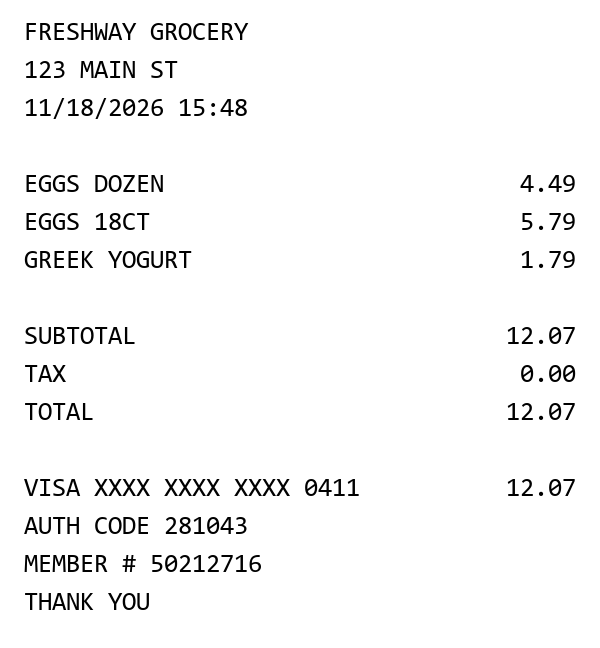 FRESHWAY GROCERY
123 MAIN ST
11/18/2026 15:48
EGGS DOZEN 4.49
EGGS 18CT 5.79
GREEK YOGURT 1.79
SUBTOTAL 12.07
TAX 0.00
TOTAL 12.07
VISA XXXX XXXX XXXX 0411 12.07
AUTH CODE 281043
MEMBER # 50212716
THANK YOU